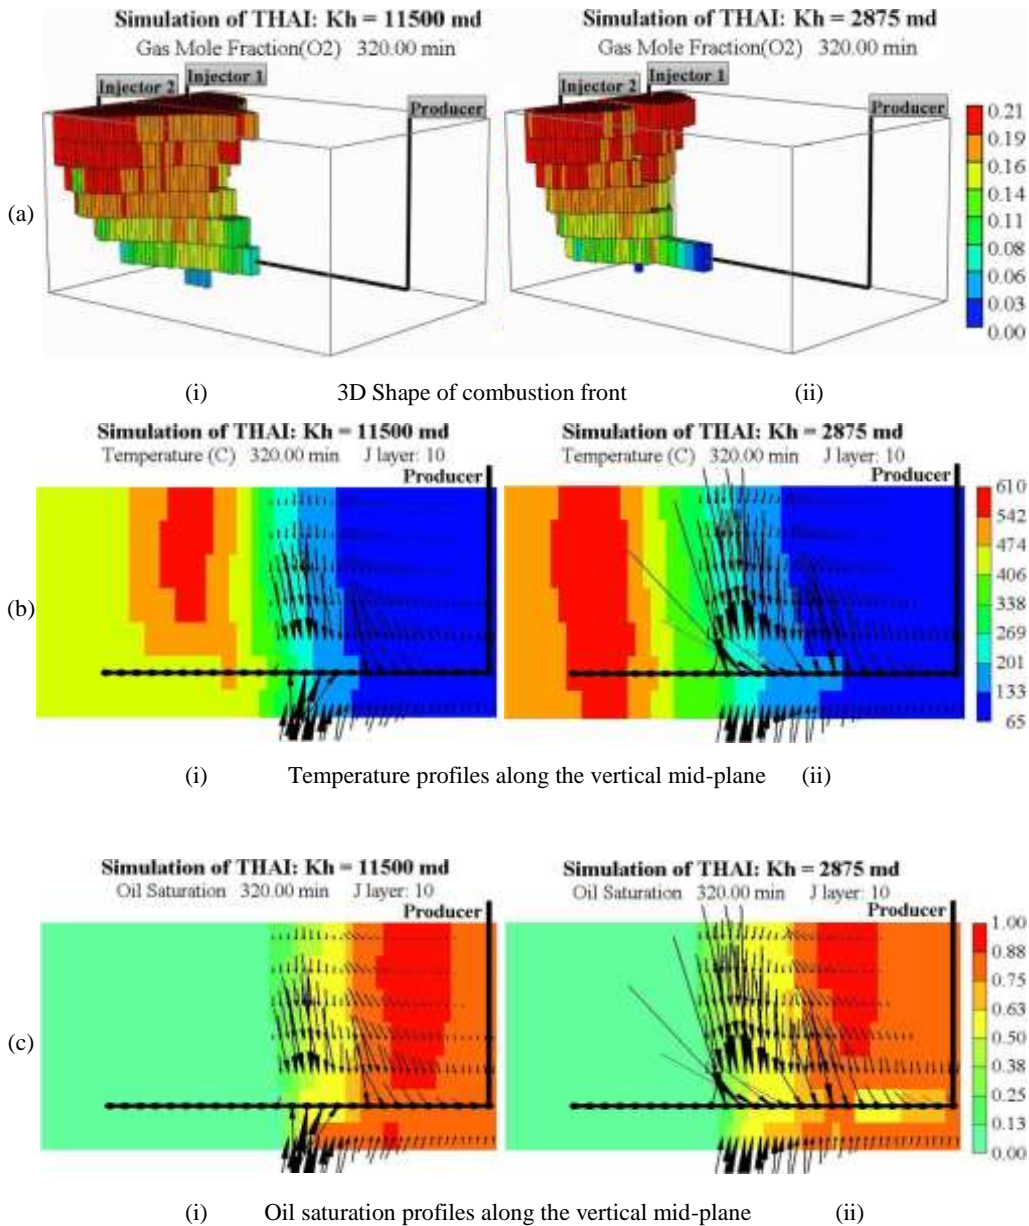 Simulation of THAI: Kh = 11500 md
Gas Mole Fraction(O2) 320.00 min
Injector 2
Injector 1
Producer
Simulation of THAI: Kh = 2875 md
Gas Mole Fraction(O2) 320.00 min
Injector 2
Injector 1
Producer
0.21
0.19
0.16
0.14
0.11
0.08
0.06
0.03
0.00
(a)
(i) 3D Shape of combustion front (ii)
Simulation of THAI: Kh = 11500 md
Temperature (C) 320.00 min J layer: 10
Producer
Simulation of THAI: Kh = 2875 md
Temperature (C) 320.00 min J layer: 10
Producer
610
542
474
406
338
269
201
133
65
(b)
(i) Temperature profiles along the vertical mid-plane (ii)
Simulation of THAI: Kh = 11500 md
Oil Saturation 320.00 min J layer: 10
Producer
Simulation of THAI: Kh = 2875 md
Oil Saturation 320.00 min J layer: 10
Producer
1.00
0.88
0.75
0.63
0.50
0.38
0.25
0.13
0.00
(c)
(i) Oil saturation profiles along the vertical mid-plane (ii)